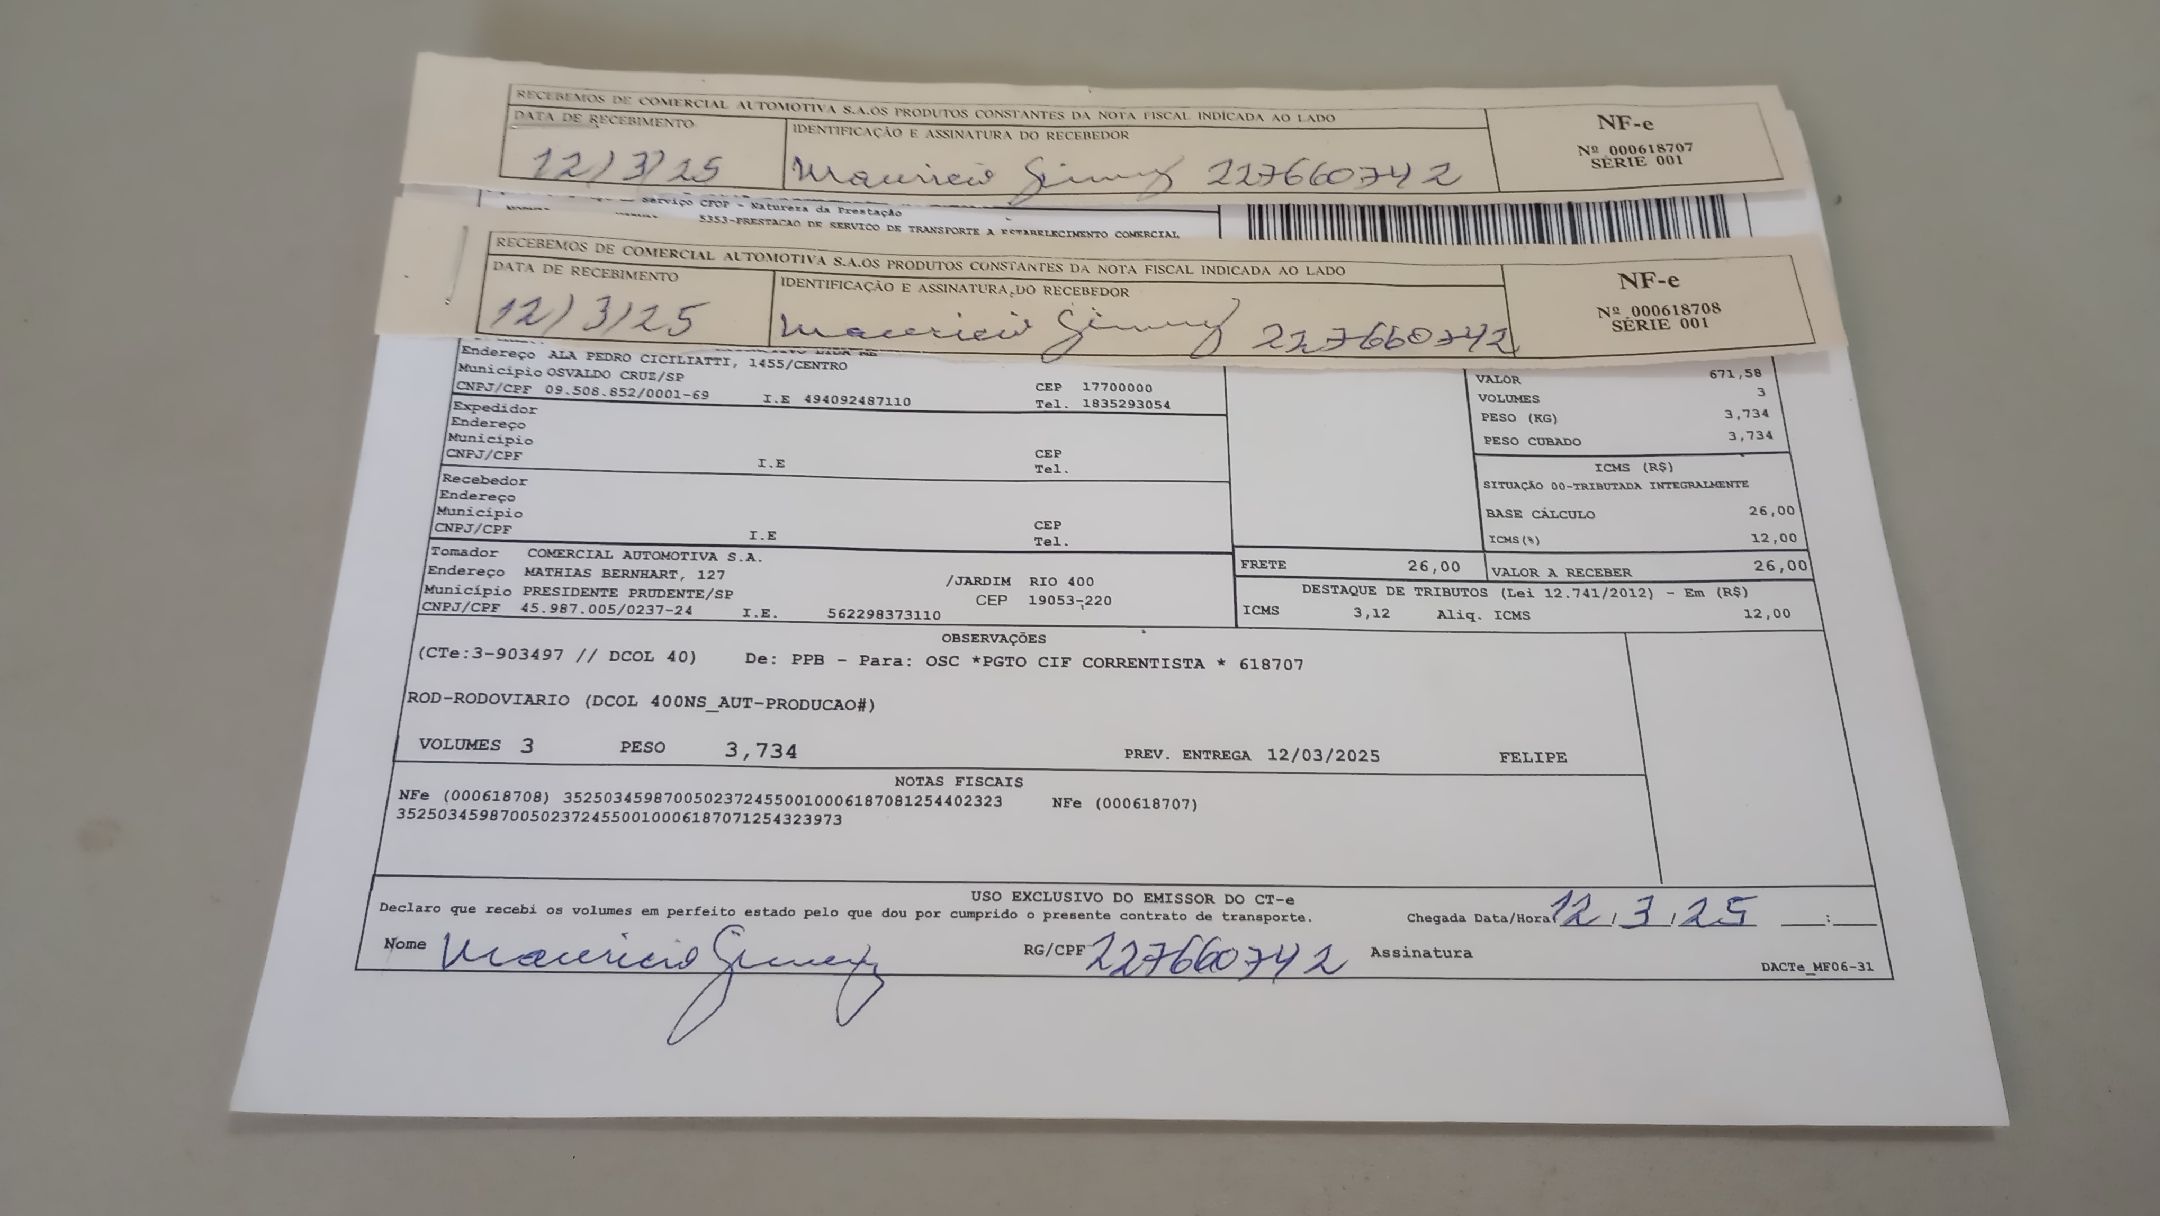 RECEBEMOS DE COMERCIAL AUTOMOTIVA S.A.OS PRODUTOS CONSTANTES DA NOTA FISCAL INDICADA AO LADO
DATA DE RECEBIMENTO IDENTIFICAÇÃO E ASSINATURA DO RECEBEDOR
NF-e
Nº 000618707
SÉRIE 001
12/3/25 Mauricio 227660742
Serviço CFOP - Natureza da Prestação
5353-PRESTACAO DE SERVICO DE TRANSPORTE A ESTABELECIMENTO COMERCIAL
RECEBEMOS DE COMERCIAL AUTOMOTIVA S.A.OS PRODUTOS CONSTANTES DA NOTA FISCAL INDICADA AO LADO
DATA DE RECEBIMENTO IDENTIFICAÇÃO E ASSINATURA DO RECEBEDOR
NF-e
Nº 000618708
SÉRIE 001
12/3/25 Mauricio 227660742
Endereço ALA PEDRO CICILIATTI, 1455/CENTRO
Município OSVALDO CRUZ/SP CEP 17700000
CNPJ/CPF 09.508.852/0001-69 I.E 494092487110 Tel. 1835293054
VALOR 671,58
VOLUMES 3
PESO (KG) 3,734
PESO CUBADO 3,734
Expedidor
Endereço
Município CEP
CNPJ/CPF I.E Tel.
ICMS (R$)
SITUAÇÃO 00-TRIBUTADA INTEGRALMENTE
BASE CÁLCULO 26,00
ICMS(%) 12,00
Recebedor
Endereço
Município CEP
CNPJ/CPF I.E Tel.
Tomador COMERCIAL AUTOMOTIVA S.A.
Endereço MATHIAS BERNHART, 127 /JARDIM RIO 400
Município PRESIDENTE PRUDENTE/SP CEP 19053-220
CNPJ/CPF 45.987.005/0237-24 I.E. 562298373110
FRETE 26,00 VALOR A RECEBER 26,00
DESTAQUE DE TRIBUTOS (Lei 12.741/2012) - Em (R$)
ICMS 3,12 Aliq. ICMS 12,00
OBSERVAÇÕES
(CTe:3-903497 // DCOL 40) De: PPB - Para: OSC *PGTO CIF CORRENTISTA * 618707
ROD-RODOVIARIO (DCOL 400NS_AUT-PRODUCAO#)
VOLUMES 3 PESO 3,734 PREV. ENTREGA 12/03/2025 FELIPE
NOTAS FISCAIS
NFe (000618708) 35250345987005023724550010006187081254402323 NFe (000618707)
35250345987005023724550010006187071254323973
USO EXCLUSIVO DO EMISSOR DO CT-e
Declaro que recebi os volumes em perfeito estado pelo que dou por cumprido o presente contrato de transporte. Chegada Data/Hora 12/3/25 __:__
Nome Mauricio RG/CPF 227660742 Assinatura
DACTe_MF06-31